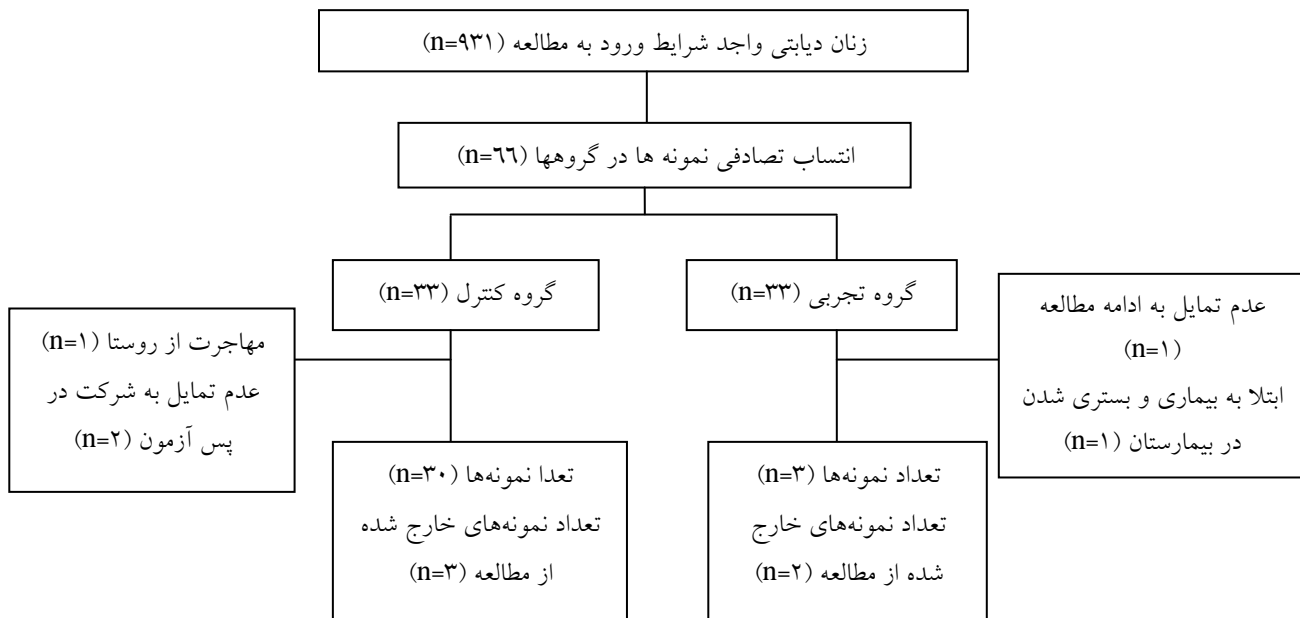 زنان دیابتی واجد شرایط ورود به مطالعه (n=۹۳۱)
انتساب تصادفی نمونه ها در گروهها (n=٦٦)
گروه تجربی (n=۳۳)
گروه کنترل (n=۳۳)
عدم تمایل به ادامه مطالعه
(n=۱)
ابتلا به بیماری و بستری شدن
در بیمارستان (n=۱)
مهاجرت از روستا (n=۱)
عدم تمایل به شرکت در
پس آزمون (n=۲)
تعداد نمونه‌ها (n=۳)
تعداد نمونه‌های خارج
شده از مطالعه (n=۲)
تعدا نمونه‌ها (n=۳۰)
تعداد نمونه‌های خارج شده
از مطالعه (n=۳)